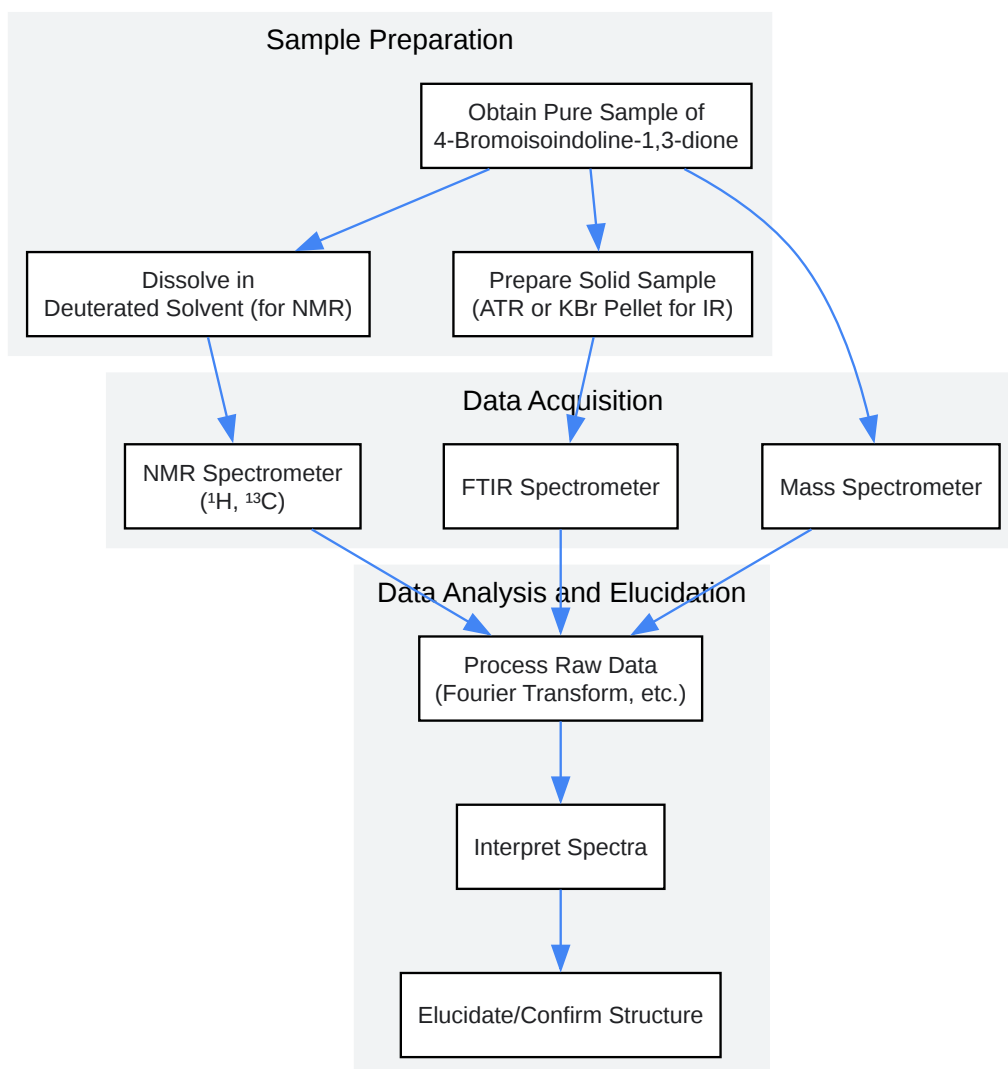 Sample Preparation
Obtain Pure Sample of
4-Bromoisoindoline-1,3-dione
Dissolve in
Deuterated Solvent (for NMR)
Prepare Solid Sample
(ATR or KBr Pellet for IR)
Data Acquisition
NMR Spectrometer
(¹H, ¹³C)
FTIR Spectrometer
Mass Spectrometer
Data Analysis and Elucidation
Process Raw Data
(Fourier Transform, etc.)
Interpret Spectra
Elucidate/Confirm Structure